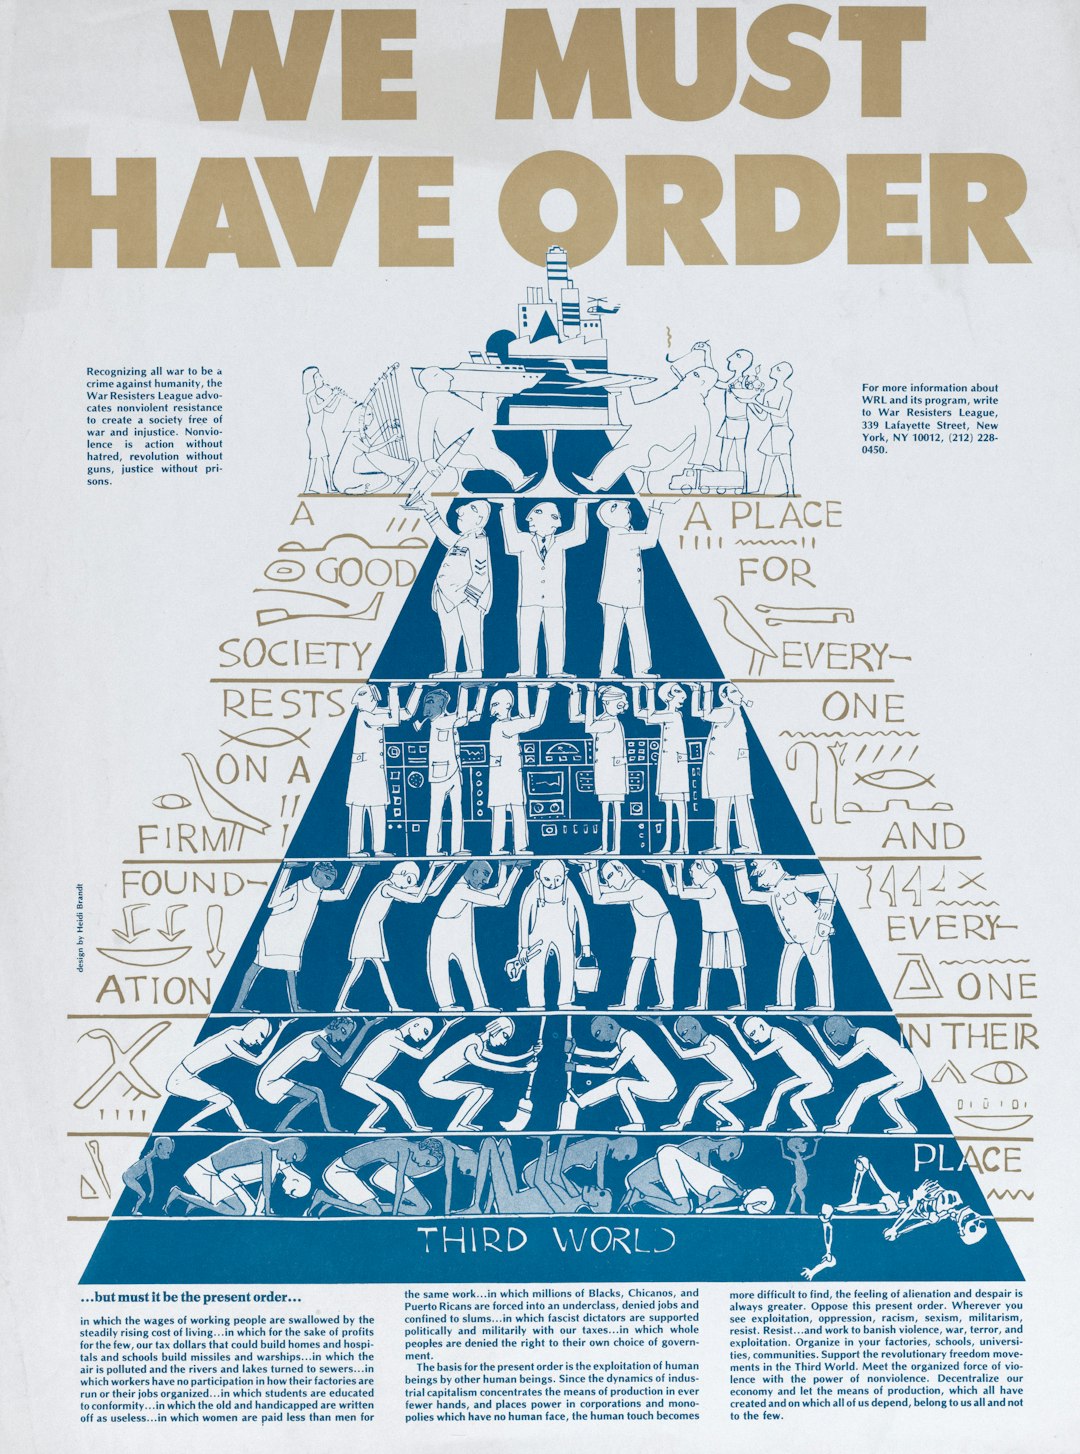 WE MUST
HAVE ORDER
Recognizing all war to be a
crime against humanity, the
War Resisters League advo-
cates nonviolent resistance
to create a society free of
war and injustice. Nonvio-
lence is action without
hatred, revolution without
guns, justice without pri-
sons.
For more information about
WRL and its program, write
to War Resisters League,
339 Lafayette Street, New
York, NY 10012, (212) 228-
0450.
A
GOOD
SOCIETY
RESTS
ON A
FIRM
FOUND-
ATION
A PLACE
FOR
EVERY-
ONE
AND
EVERY-
ONE
IN THEIR
PLACE
design by Heidi Brandt
THIRD WORLD
...but must it be the present order...
in which the wages of working people are swallowed by the
steadily rising cost of living...in which for the sake of profits
for the few, our tax dollars that could build homes and hospi-
tals and schools build missiles and warships...in which the
air is polluted and the rivers and lakes turned to sewers...in
which workers have no participation in how their factories are
run or their jobs organized...in which students are educated
to conformity...in which the old and handicapped are written
off as useless...in which women are paid less than men for
the same work...in which millions of Blacks, Chicanos, and
Puerto Ricans are forced into an underclass, denied jobs and
confined to slums...in which fascist dictators are supported
politically and militarily with our taxes...in which whole
peoples are denied the right to their own choice of govern-
ment.
The basis for the present order is the exploitation of human
beings by other human beings. Since the dynamics of indus-
trial capitalism concentrates the means of production in ever
fewer hands, and places power in corporations and mono-
polies which have no human face, the human touch becomes
more difficult to find, the feeling of alienation and despair is
always greater. Oppose this present order. Wherever you
see exploitation, oppression, racism, sexism, militarism,
resist. Resist...and work to banish violence, war, terror, and
exploitation. Organize in your factories, schools, universi-
ties, communities. Support the revolutionary freedom move-
ments in the Third World. Meet the organized force of vio-
lence with the power of nonviolence. Decentralize our
economy and let the means of production, which all have
created and on which all of us depend, belong to us all and not
to the few.